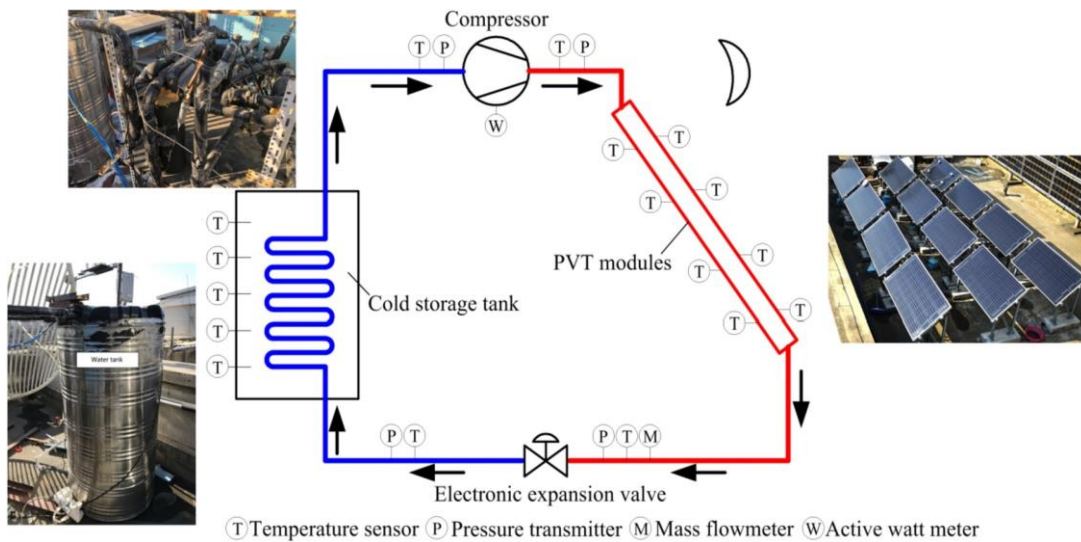 Compressor
T P
T P
W
T
T
T
T
T
T
T
T
T
T
T
T
T
PVT modules
Cold storage tank
Water tank
P T
P T M
Electronic expansion valve
T Temperature sensor P Pressure transmitter M Mass flowmeter W Active watt meter